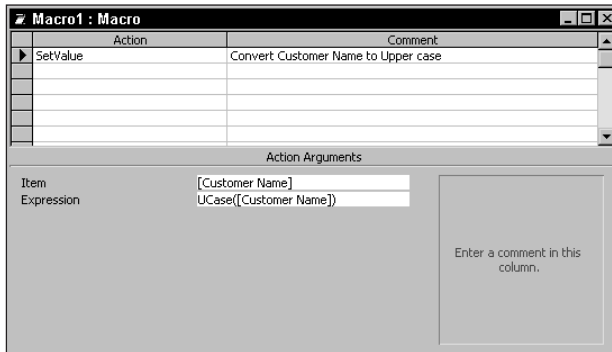 Macro1 : Macro
Action Comment
SetValue Convert Customer Name to Upper case
Action Arguments
Item [Customer Name]
Expression UCase([Customer Name])
Enter a comment in this
column.